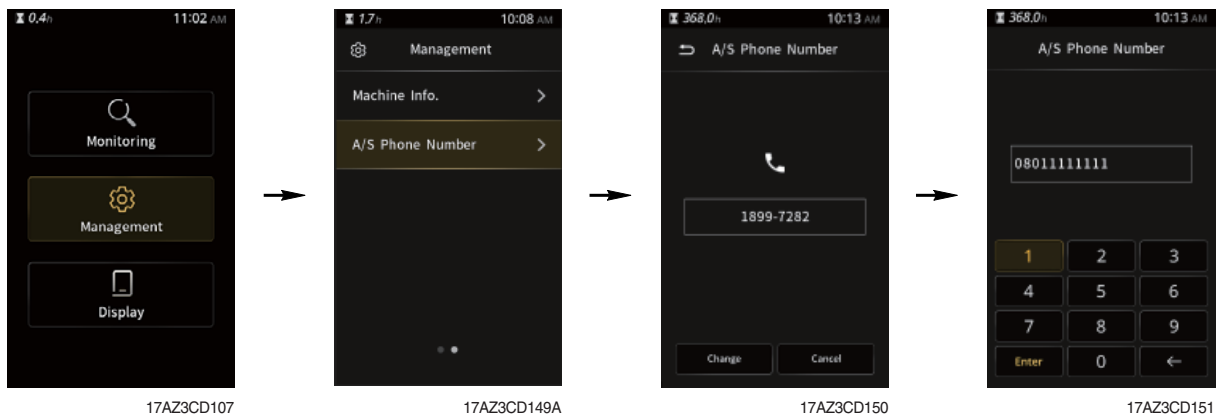 0.4h 11:02 AM
Monitoring
Management
Display
17AZ3CD107
1.7h 10:08 AM
Management
Machine Info. >
A/S Phone Number >
17AZ3CD149A
368.0h 10:13 AM
A/S Phone Number
1899-7282
Change Cancel
17AZ3CD150
368.0h 10:13 AM
A/S Phone Number
08011111111
1 2 3
4 5 6
7 8 9
Enter 0 ←
17AZ3CD151